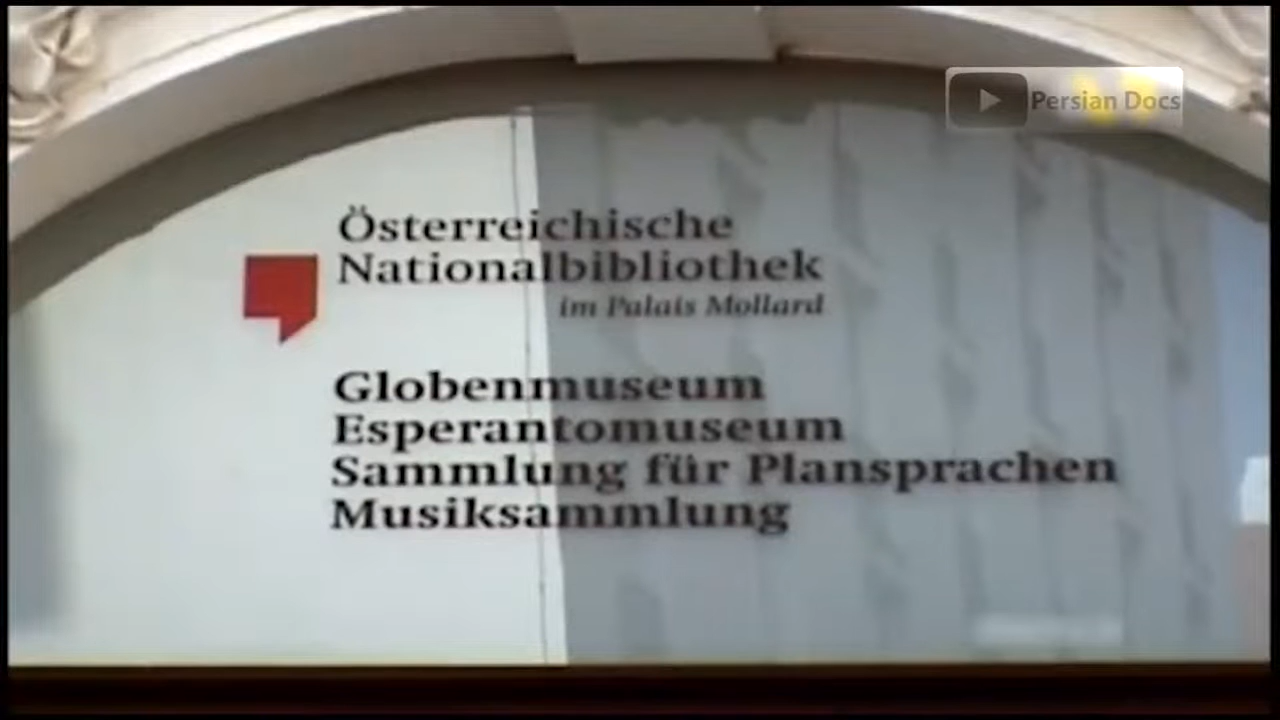 Persian Docs
Österreichische
Nationalbibliothek
im Palais Mollard
Globenmuseum
Esperantomuseum
Sammlung für Plansprachen
Musiksammlung